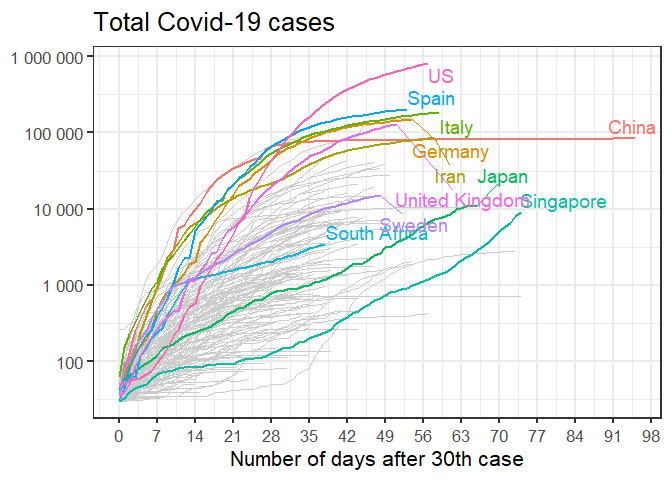 Total Covid-19 cases
1 000 000
100 000
10 000
1 000
100
US
Spain
China
Italy
Germany
Iran
Japan
United Kingdom
Singapore
Sweden
South Africa
0 7 14 21 28 35 42 49 56 63 70 77 84 91 98
Number of days after 30th case